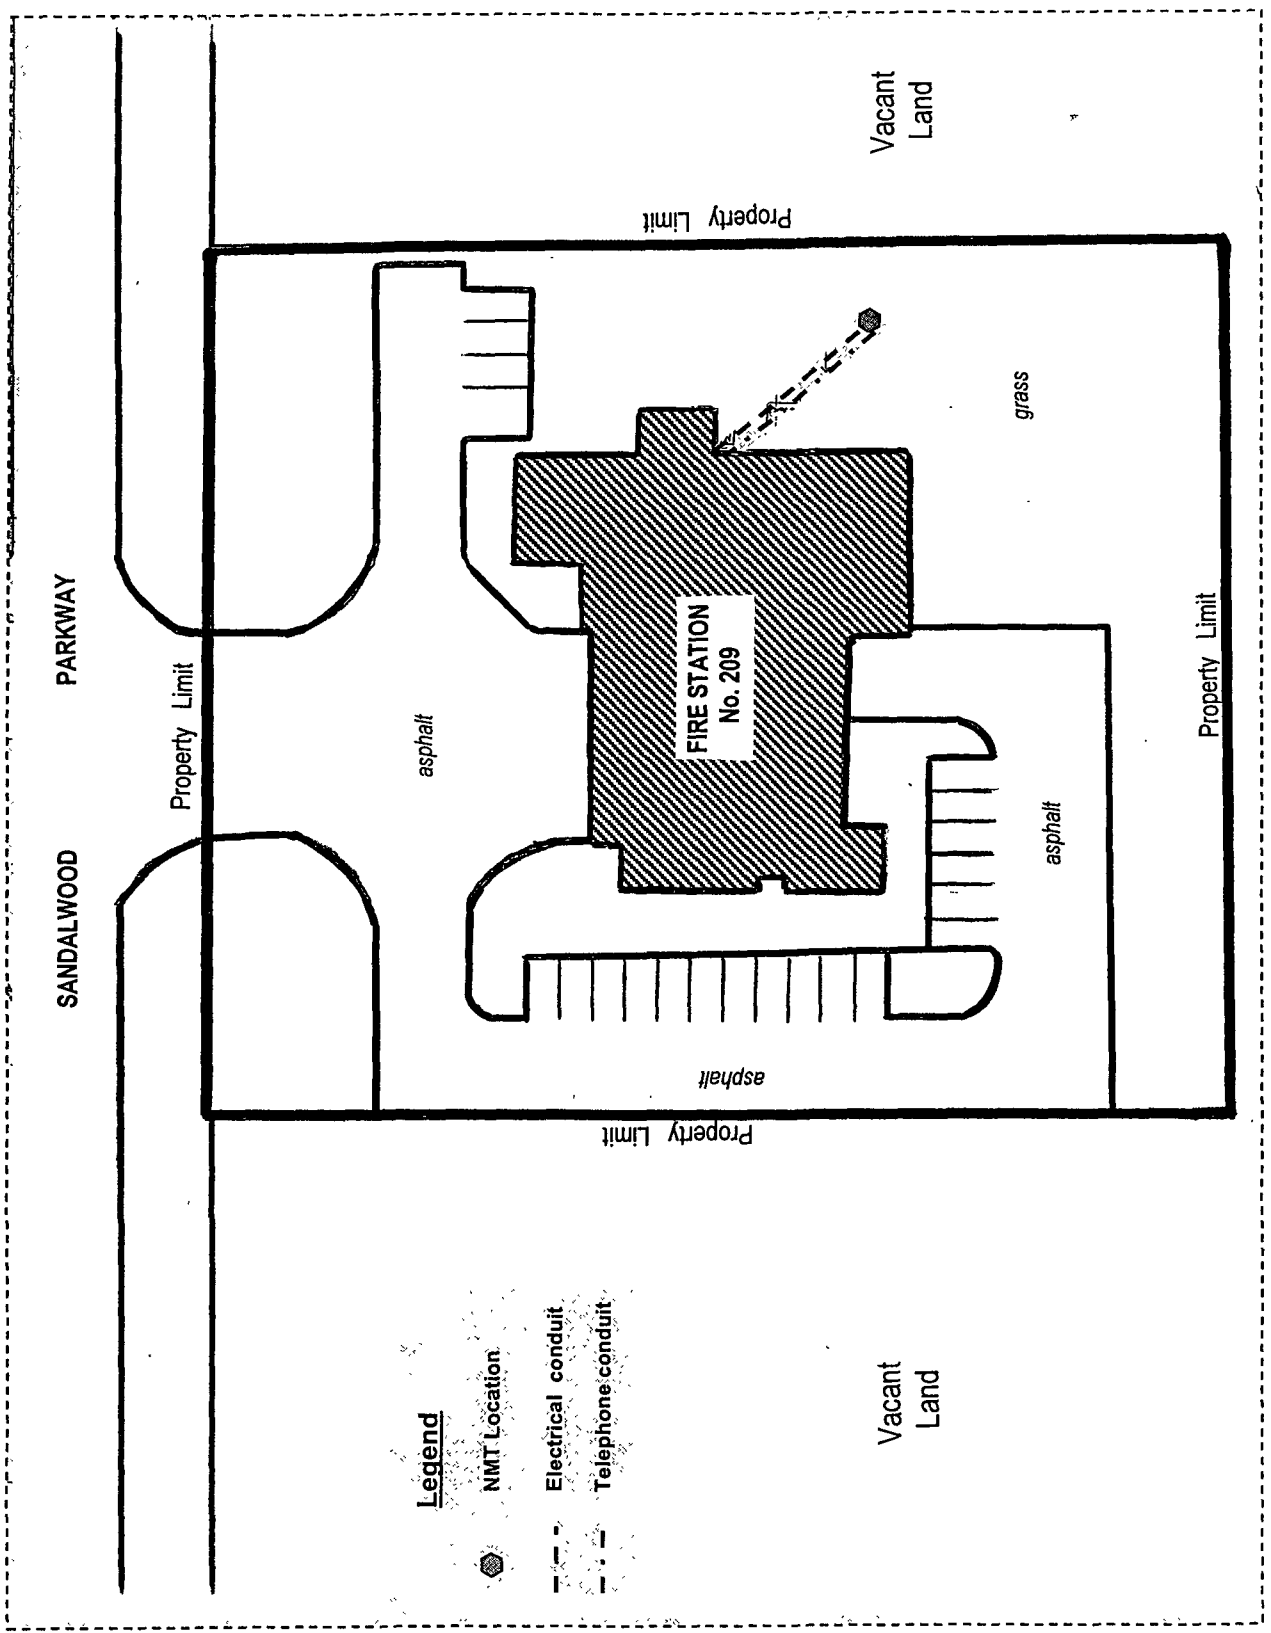 SANDALWOOD PARKWAY
Property Limit
asphalt
Property Limit
Vacant
Land
FIRE STATION
No. 209
grass
asphalt
asphalt
Property Limit
Property Limit
Legend
NMT Location
Electrical conduit
Telephone conduit
Vacant
Land